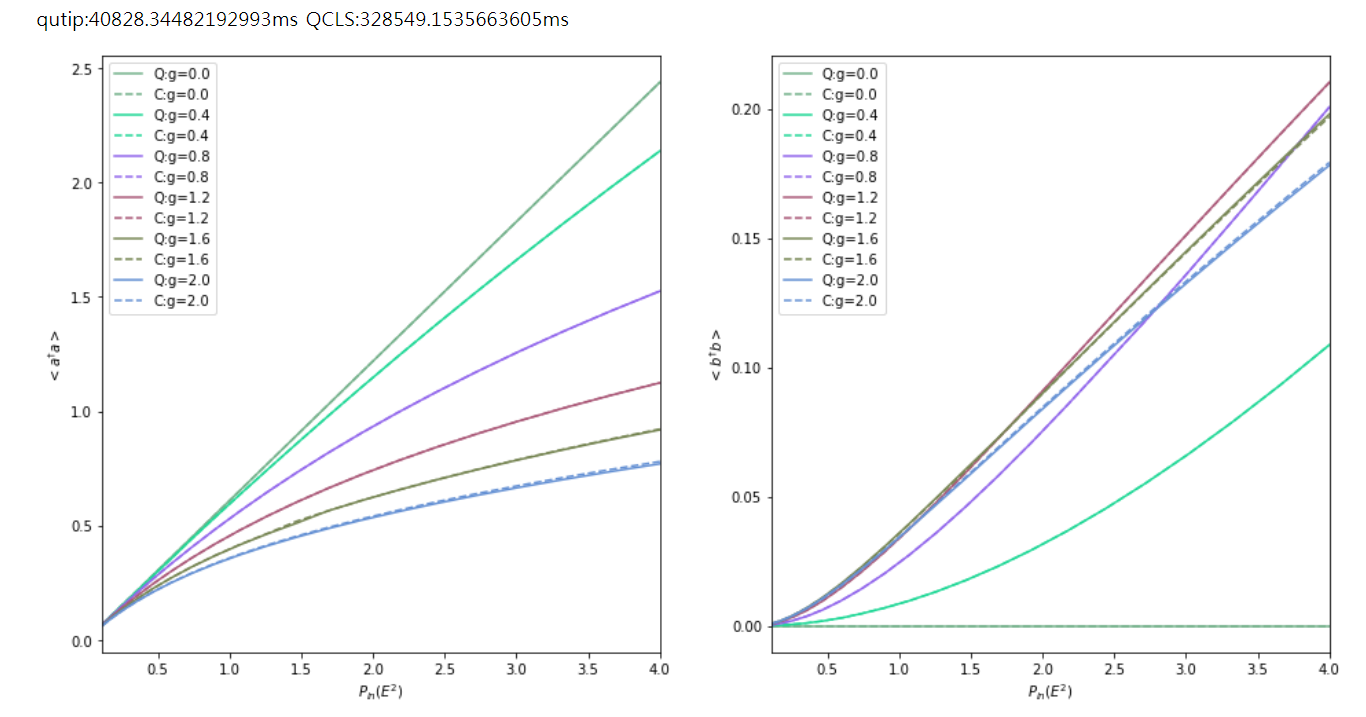 qutip:40828.34482192993ms QCLS:328549.1535663605ms
2.5
2.0
1.5
1.0
0.5
0.0
<a†a>
Q:g=0.0
C:g=0.0
Q:g=0.4
C:g=0.4
Q:g=0.8
C:g=0.8
Q:g=1.2
C:g=1.2
Q:g=1.6
C:g=1.6
Q:g=2.0
C:g=2.0
0.5 1.0 1.5 2.0 2.5 3.0 3.5 4.0
P_in(E²)
0.20
0.15
0.10
0.05
0.00
<b†b>
Q:g=0.0
C:g=0.0
Q:g=0.4
C:g=0.4
Q:g=0.8
C:g=0.8
Q:g=1.2
C:g=1.2
Q:g=1.6
C:g=1.6
Q:g=2.0
C:g=2.0
0.5 1.0 1.5 2.0 2.5 3.0 3.5 4.0
P_in(E²)